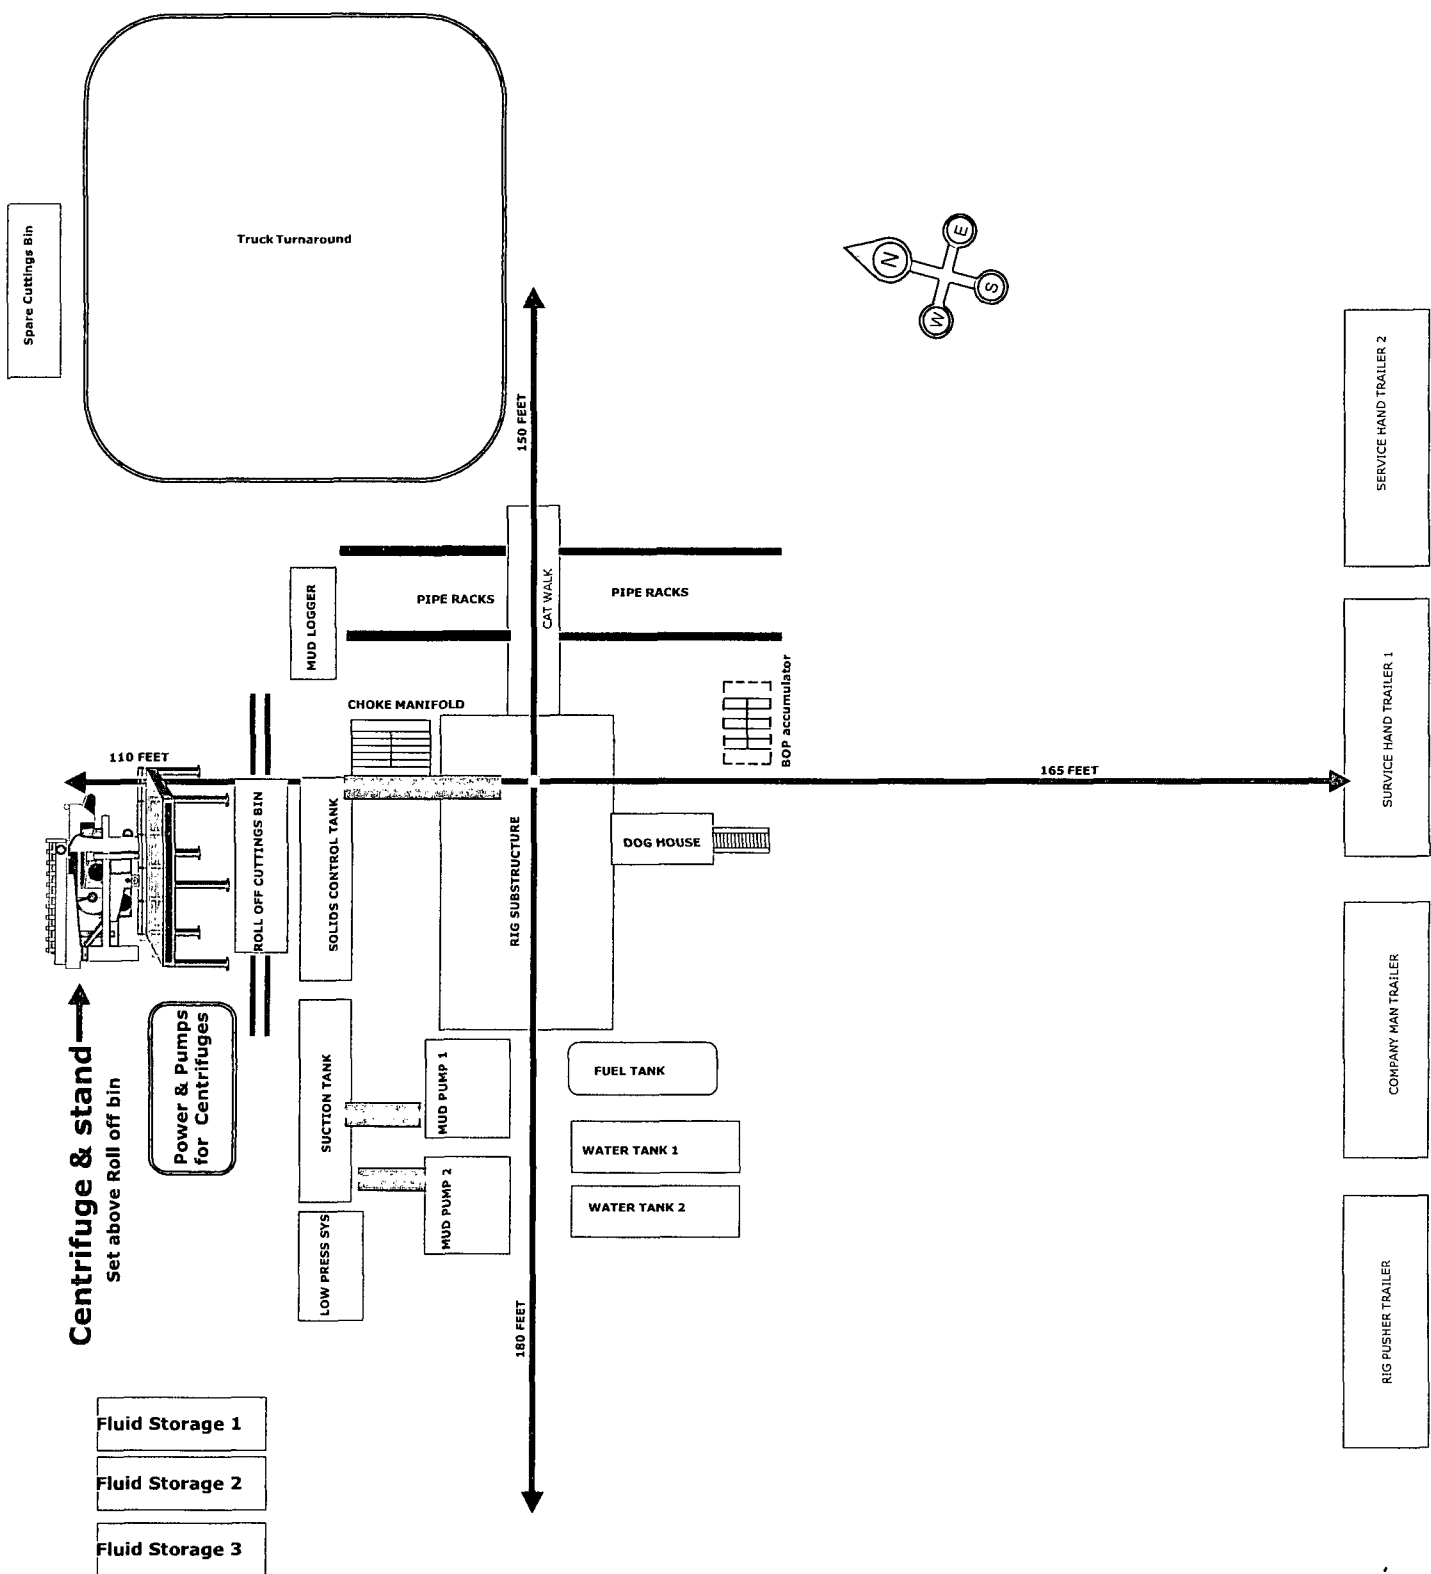 Spare Cuttings Bin
Truck Turnaround
N
E
S
W
SERVICE HAND TRAILER 2
150 FEET
MUD LOGGER
PIPE RACKS
CAT WALK
PIPE RACKS
SURVICE HAND TRAILER 1
CHOKE MANIFOLD
BOP accumulator
110 FEET
165 FEET
ROLL OFF CUTTINGS BIN
SOLIDS CONTROL TANK
RIG SUBSTRUCTURE
DOG HOUSE
COMPANY MAN TRAILER
Centrifuge & stand
Set above Roll off bin
Power & Pumps
for Centrifuges
SUCTION TANK
MUD PUMP 1
FUEL TANK
WATER TANK 1
MUD PUMP 2
WATER TANK 2
LOW PRESS SYS
180 FEET
RIG PUSHER TRAILER
Fluid Storage 1
Fluid Storage 2
Fluid Storage 3